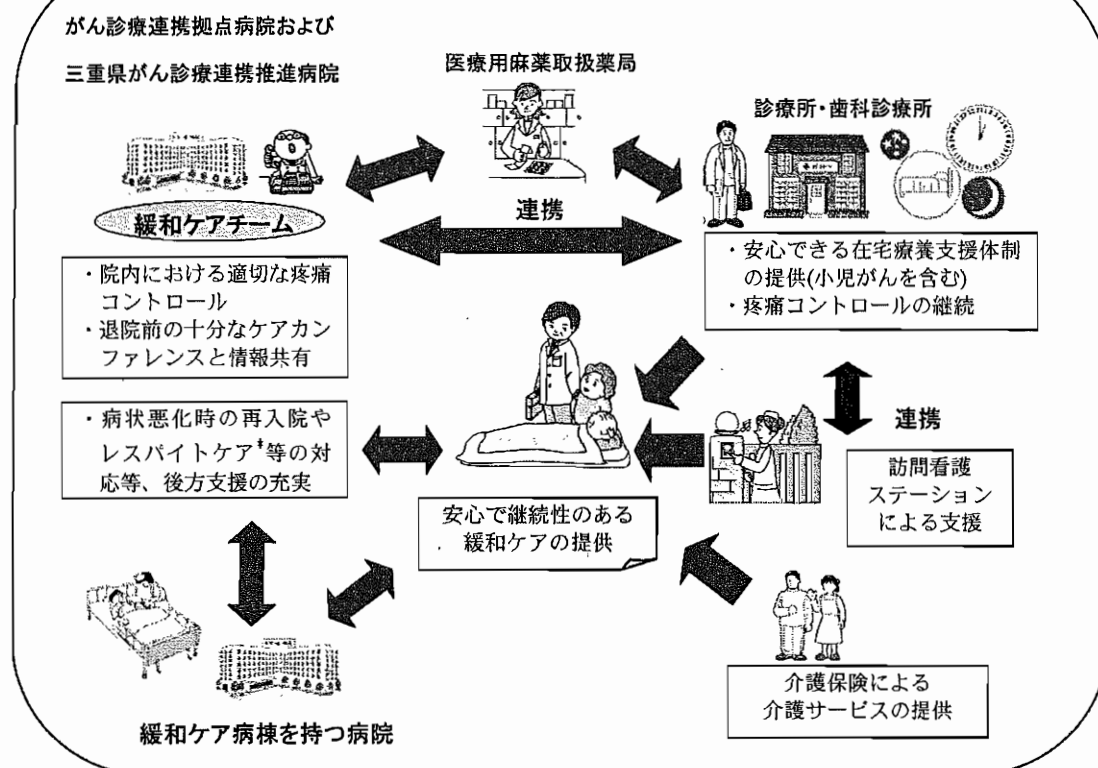 がん診療連携拠点病院および
三重県がん診療連携推進病院
医療用麻薬取扱薬局
診療所・歯科診療所
緩和ケアチーム
連携
・院内における適切な疼痛
コントロール
・退院前の十分なケアカン
ファレンスと情報共有
・安心できる在宅療養支援体制
の提供(小児がんを含む)
・疼痛コントロールの継続
・病状悪化時の再入院や
レスパイトケア‡等の対
応等、後方支援の充実
連携
訪問看護
ステーション
による支援
安心で継続性のある
緩和ケアの提供
介護保険による
介護サービスの提供
緩和ケア病棟を持つ病院